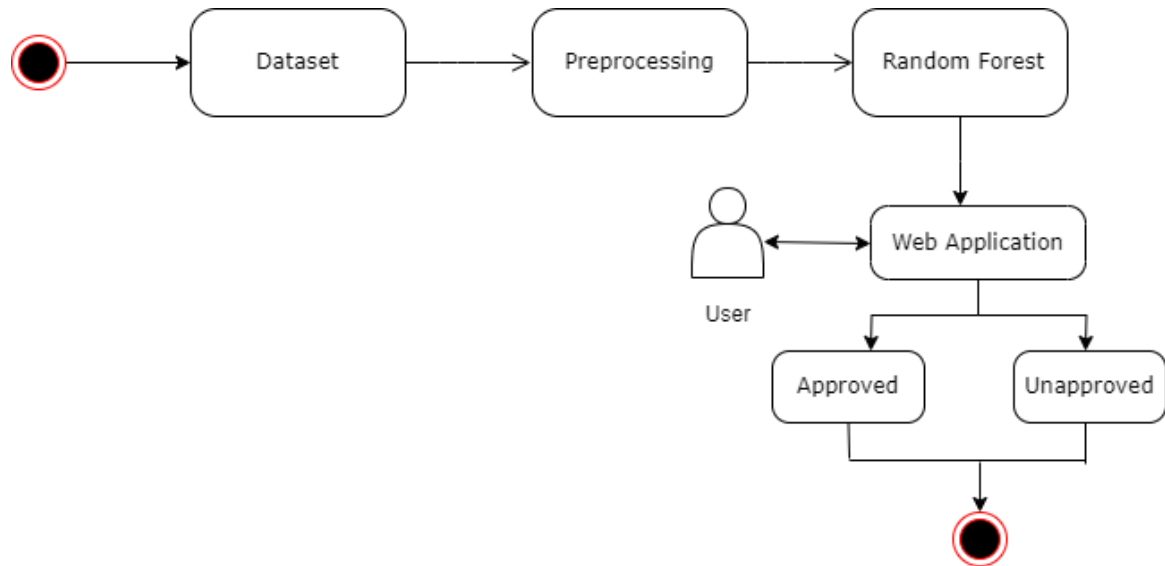 Dataset
Preprocessing
Random Forest
Web Application
User
Approved
Unapproved